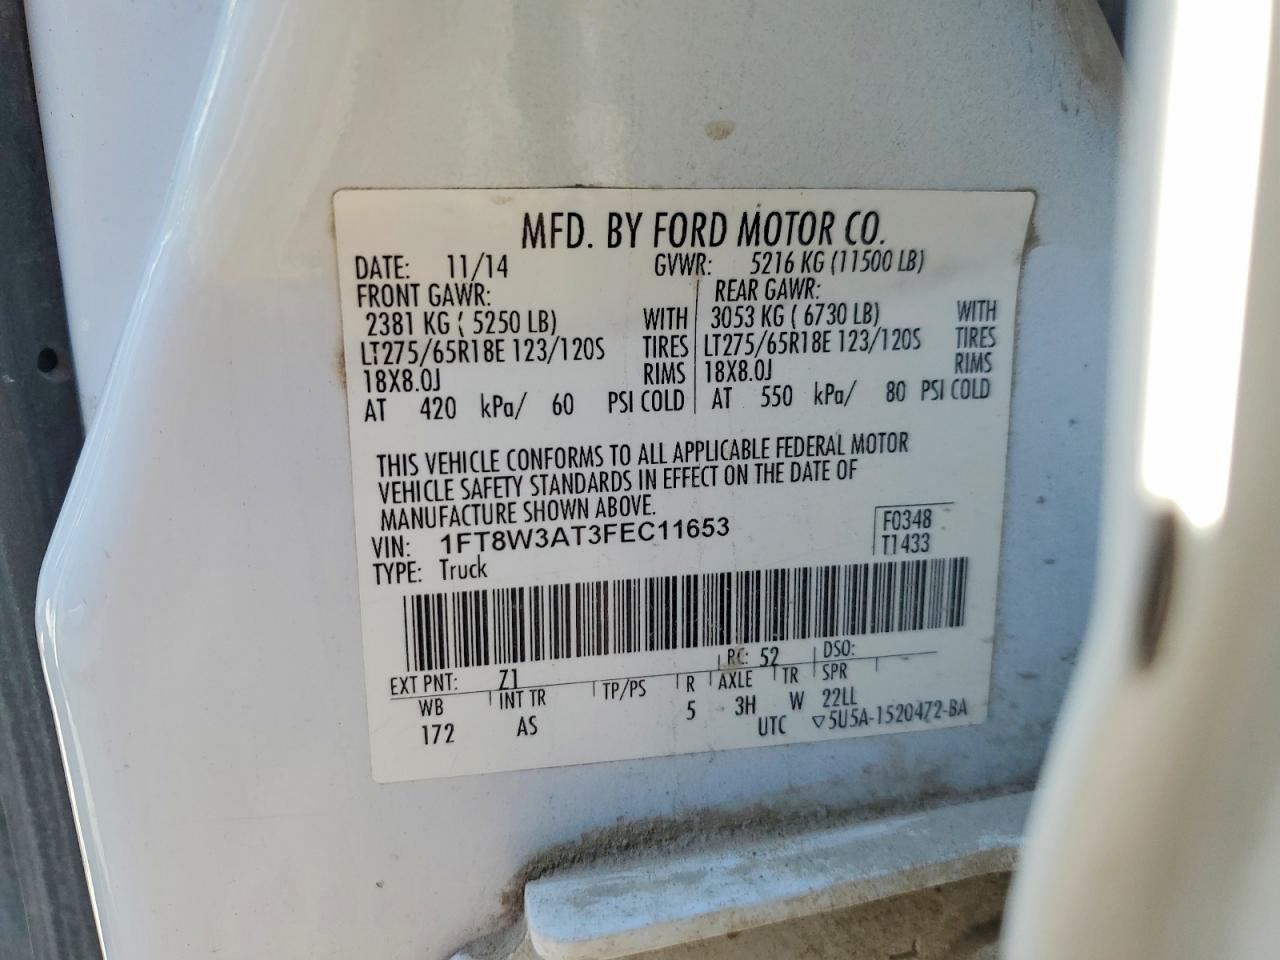 MFD. BY FORD MOTOR CO.
DATE: 11/14 GVWR: 5216 KG (11500 LB)
FRONT GAWR: REAR GAWR:
2381 KG ( 5250 LB) WITH 3053 KG ( 6730 LB) WITH
LT275/65R18E 123/120S TIRES LT275/65R18E 123/120S TIRES
18X8.0J RIMS 18X8.0J RIMS
AT 420 kPa/ 60 PSI COLD AT 550 kPa/ 80 PSI COLD
THIS VEHICLE CONFORMS TO ALL APPLICABLE FEDERAL MOTOR
VEHICLE SAFETY STANDARDS IN EFFECT ON THE DATE OF
MANUFACTURE SHOWN ABOVE.
VIN: 1FT8W3AT3FEC11653 F0348
TYPE: Truck T1433
EXT PNT: Z1 RC: 52 DSO:
WB INT TR TP/PS R AXLE TR SPR
172 AS 5 3H W 22LL
UTC ▽5U5A-1520472-BA